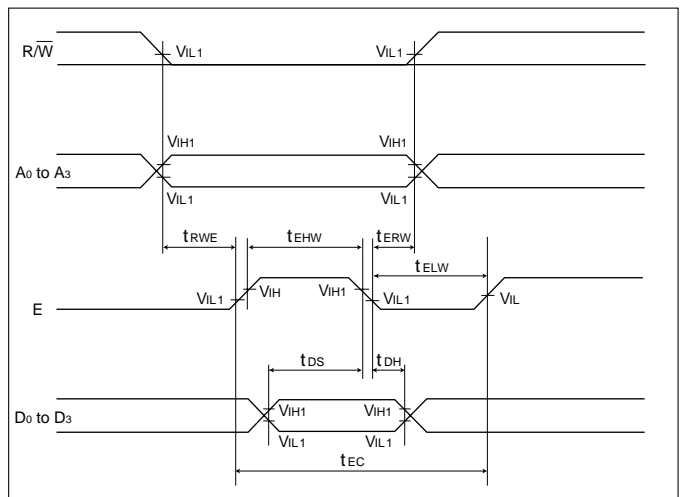 R/W̅ VIL1 VIL1
VIH1 VIH1
A0 to A3
VIL1 VIL1
tRWE tEHW tERW
tELW
VIL1 VIH VIH1 VIL1 VIL
E
tDS tDH
D0 to D3 VIH1 VIH1
VIL1 VIL1
tEC